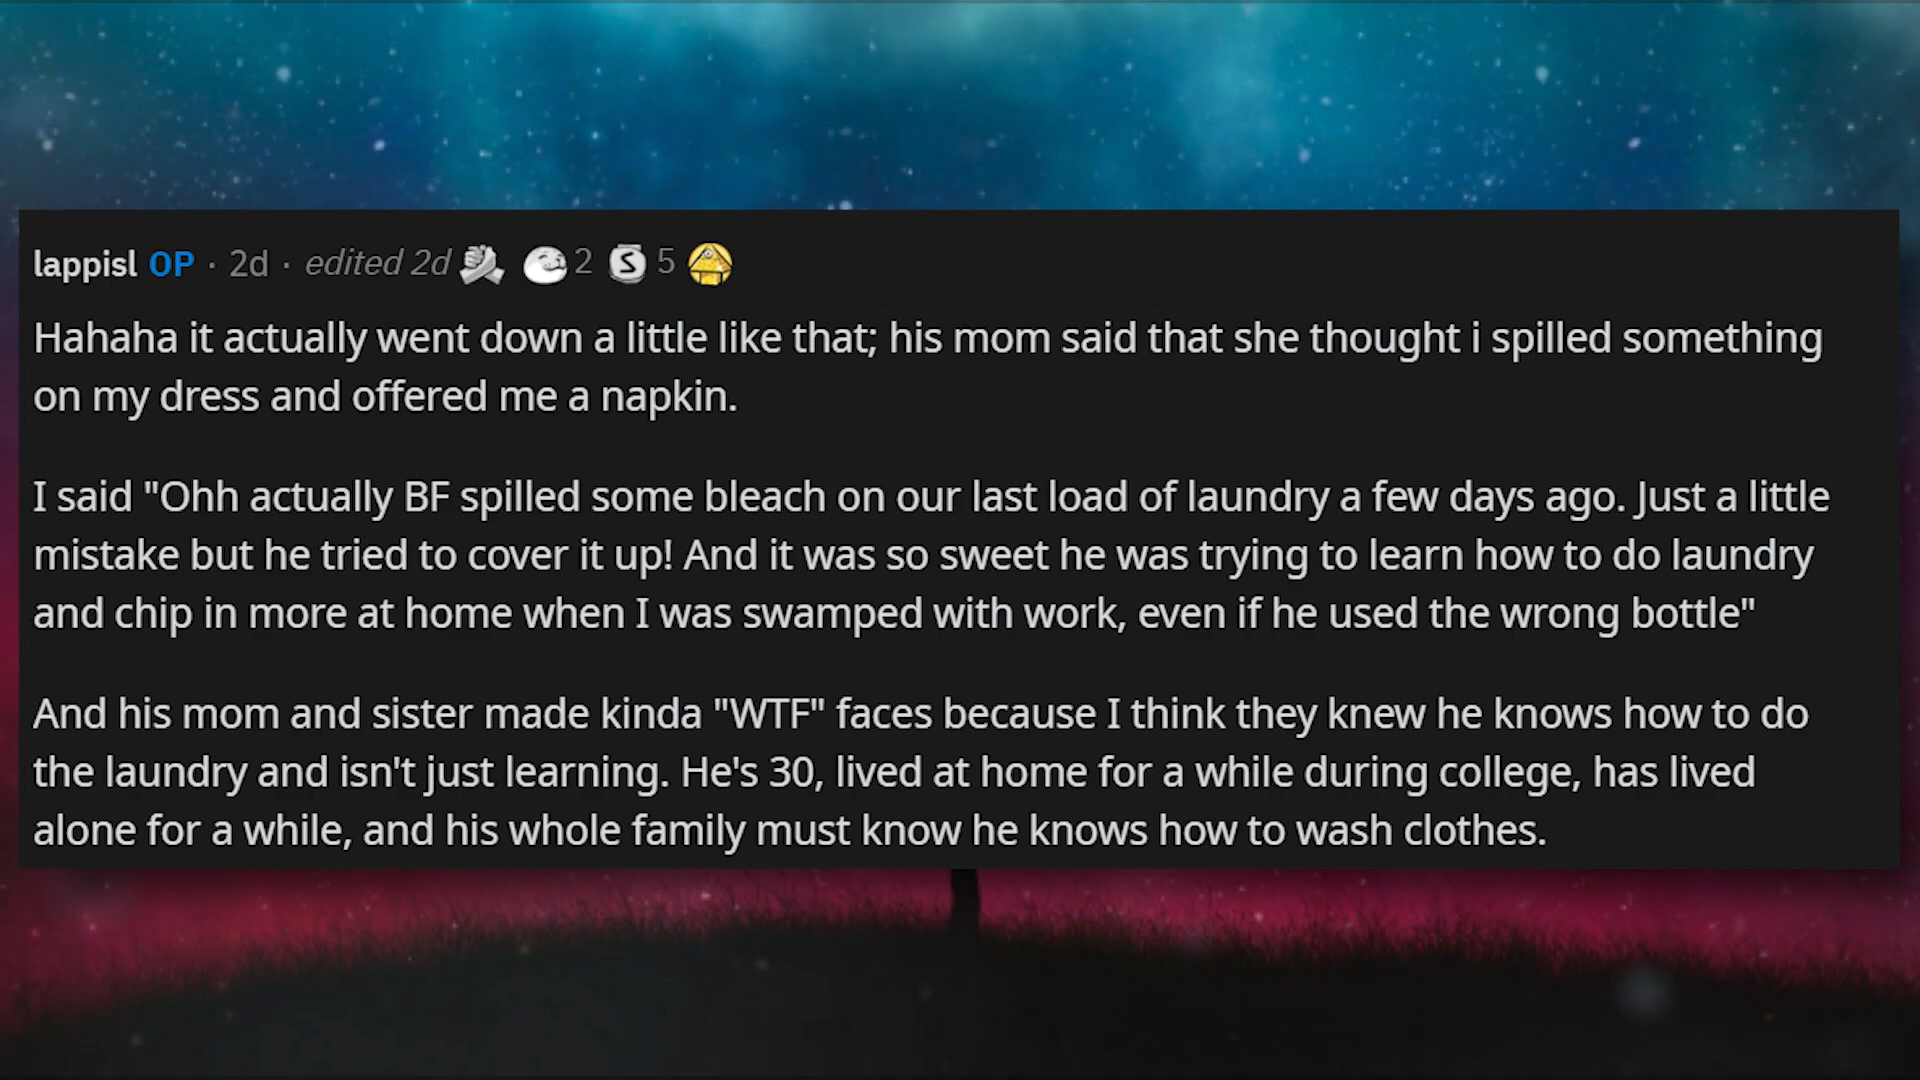 lappisl OP · 2d · edited 2d 2 S 5
Hahaha it actually went down a little like that; his mom said that she thought i spilled something
on my dress and offered me a napkin.
I said "Ohh actually BF spilled some bleach on our last load of laundry a few days ago. Just a little
mistake but he tried to cover it up! And it was so sweet he was trying to learn how to do laundry
and chip in more at home when I was swamped with work, even if he used the wrong bottle"
And his mom and sister made kinda "WTF" faces because I think they knew he knows how to do
the laundry and isn't just learning. He's 30, lived at home for a while during college, has lived
alone for a while, and his whole family must know he knows how to wash clothes.